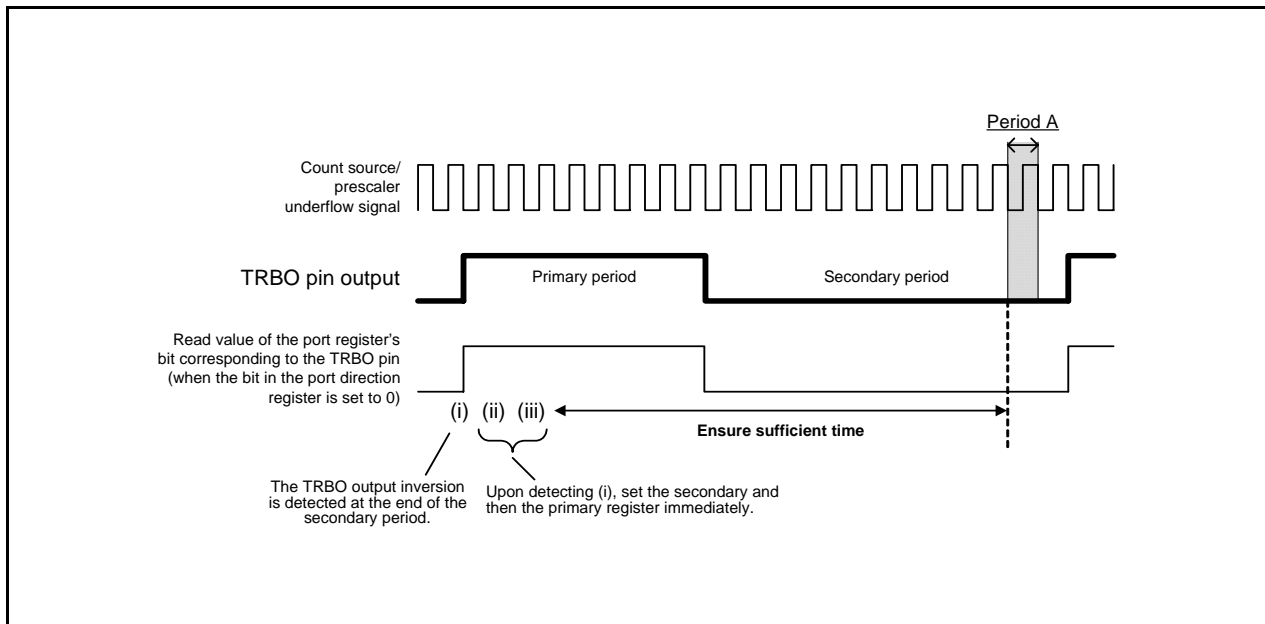 Period A
Count source/
prescaler
underflow signal
TRBO pin output
Primary period
Secondary period
Read value of the port register's
bit corresponding to the TRBO pin
(when the bit in the port direction
register is set to 0)
(i) (ii) (iii)
Ensure sufficient time
The TRBO output inversion
is detected at the end of the
secondary period.
Upon detecting (i), set the secondary and
then the primary register immediately.